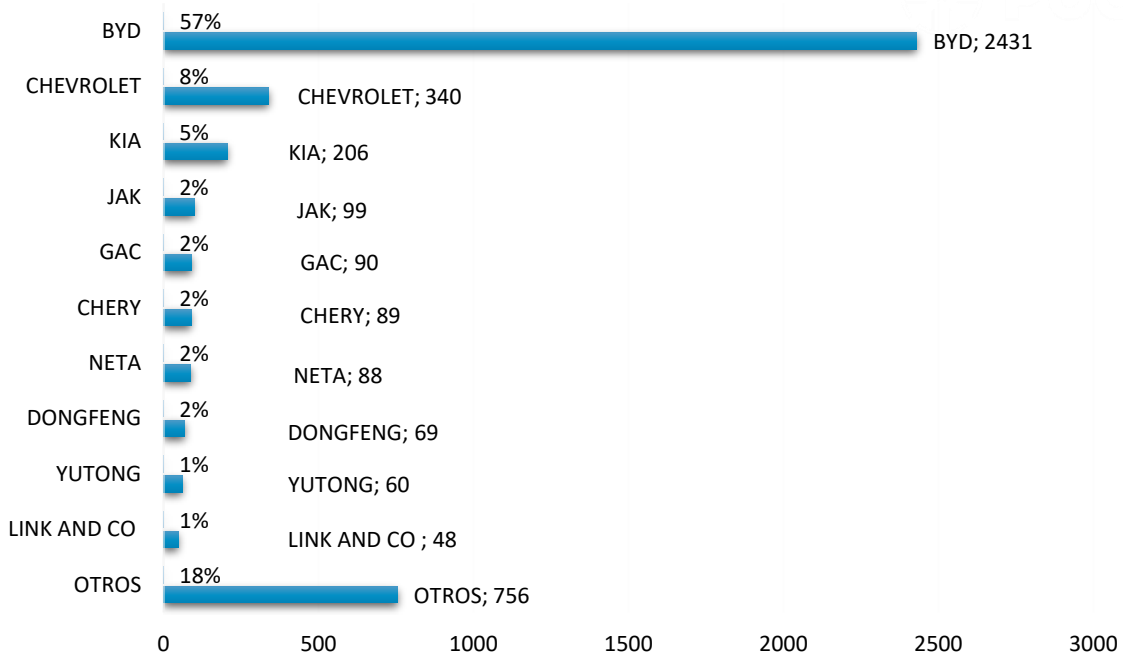 BYD 57% BYD; 2431
CHEVROLET 8% CHEVROLET; 340
KIA 5% KIA; 206
JAK 2% JAK; 99
GAC 2% GAC; 90
CHERY 2% CHERY; 89
NETA 2% NETA; 88
DONGFENG 2% DONGFENG; 69
YUTONG 1% YUTONG; 60
LINK AND CO 1% LINK AND CO ; 48
OTROS 18% OTROS; 756
0 500 1000 1500 2000 2500 3000